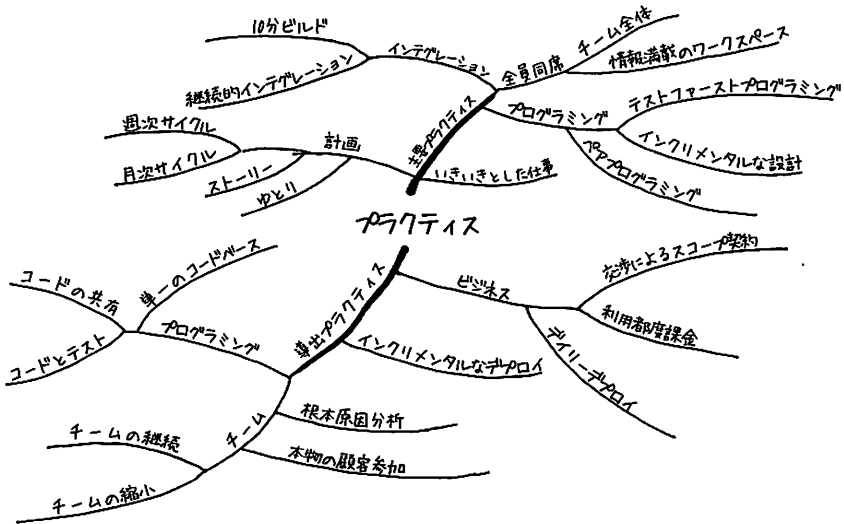 プラクティス
主要プラクティス
インテグレーション
10分ビルド
継続的インテグレーション
全員同席
チーム全体
情報満載のワークスペース
プログラミング
テストファーストプログラミング
インクリメンタルな設計
ペアプログラミング
いきいきとした仕事
計画
週次サイクル
月次サイクル
ストーリー
ゆとり
導出プラクティス
ビジネス
交渉によるスコープ契約
利用都度課金
デイリーデプロイ
インクリメンタルなデプロイ
プログラミング
単一のコードベース
コードの共有
コードとテスト
チーム
根本原因分析
本物の顧客参加
チームの継続
チームの縮小